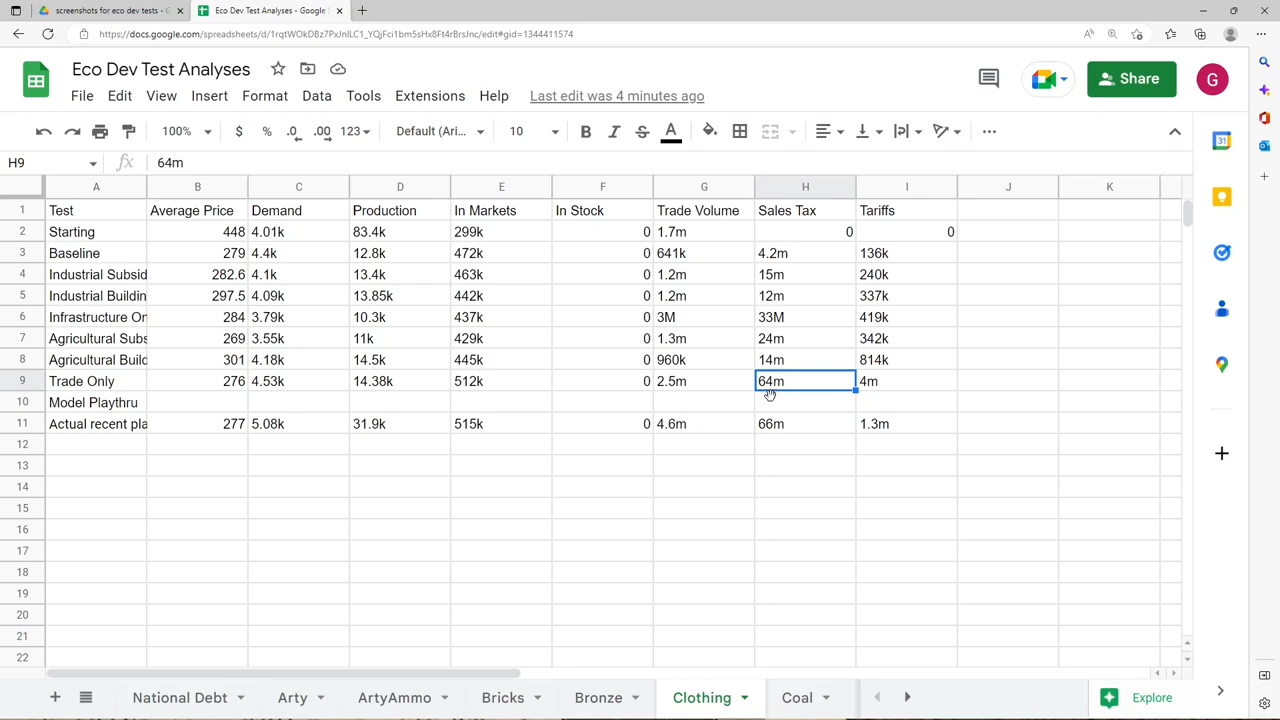 screenshots for eco dev tests - G
Eco Dev Test Analyses - Google S
https://docs.google.com/spreadsheets/d/1rqtWOkDBz7PxJnILC1_YQjFci1bm5sHx8Ft4rBrsJnc/edit#gid=1344411574
Eco Dev Test Analyses
Share
G
File Edit View Insert Format Data Tools Extensions Help Last edit was 4 minutes ago
100% $ % .0 .00 123 Default (Ari... 10 B I S A
H9 fx 64m
A B C D E F G H I J K
1 Test Average Price Demand Production In Markets In Stock Trade Volume Sales Tax Tariffs
2 Starting 448 4.01k 83.4k 299k 0 1.7m 0 0
3 Baseline 279 4.4k 12.8k 472k 0 641k 4.2m 136k
4 Industrial Subsid 282.6 4.1k 13.4k 463k 0 1.2m 15m 240k
5 Industrial Buildin 297.5 4.09k 13.85k 442k 0 1.2m 12m 337k
6 Infrastructure On 284 3.79k 10.3k 437k 0 3M 33M 419k
7 Agricultural Subs 269 3.55k 11k 429k 0 1.3m 24m 342k
8 Agricultural Build 301 4.18k 14.5k 445k 0 960k 14m 814k
9 Trade Only 276 4.53k 14.38k 512k 0 2.5m 64m 4m
10 Model Playthru
11 Actual recent pla 277 5.08k 31.9k 515k 0 4.6m 66m 1.3m
12
13
14
15
16
17
18
19
20
21
22
National Debt Arty ArtyAmmo Bricks Bronze Clothing Coal Explore
31